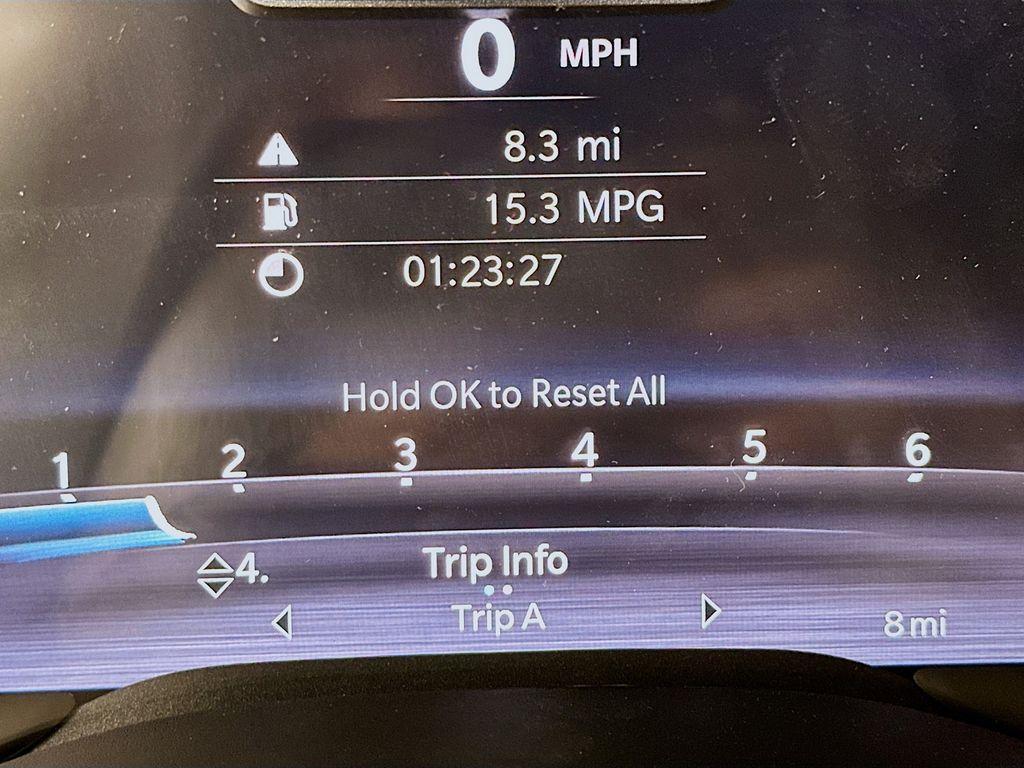 0 MPH
8.3 mi
15.3 MPG
01:23:27
Hold OK to Reset All
1 2 3 4 5 6
4. Trip Info
Trip A 8 mi